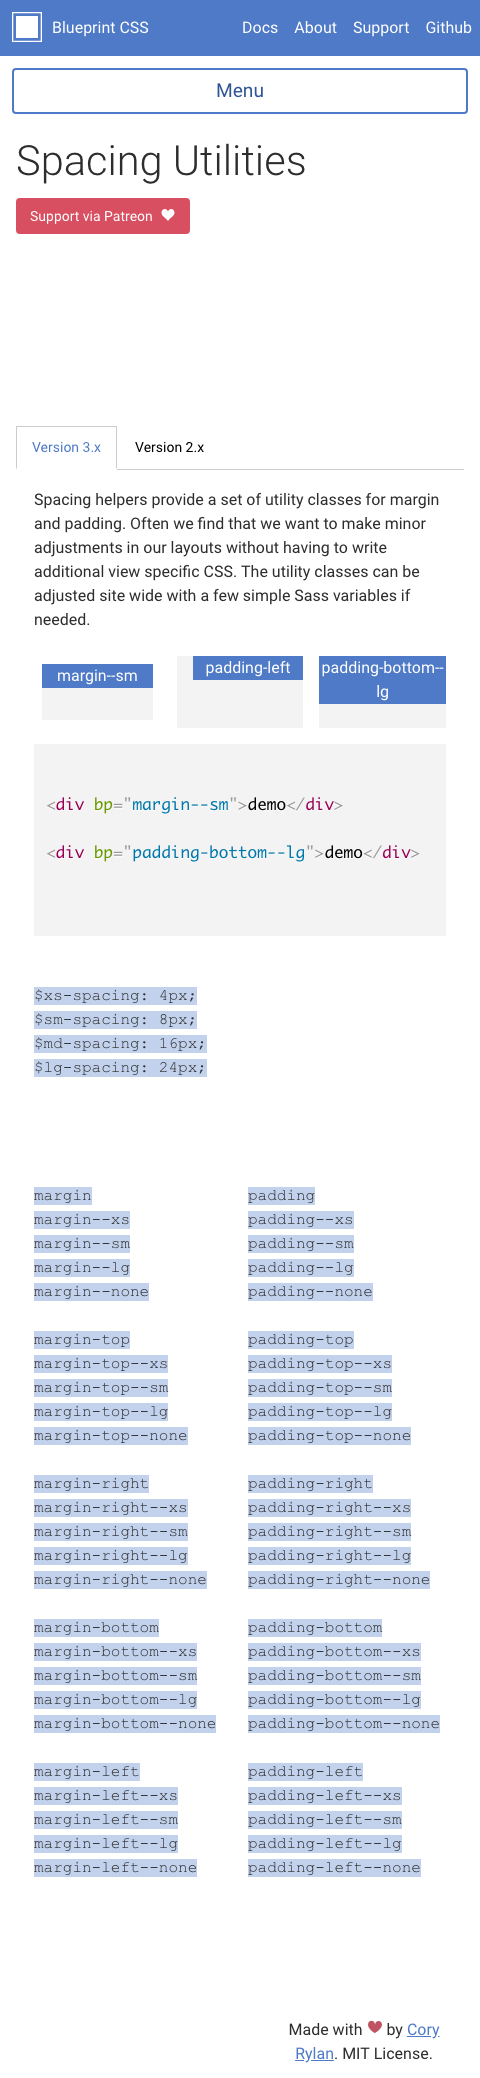 Blueprint CSS Docs About Support Github
Menu
Spacing Utilities
Support via Patreon
Version 3.x Version 2.x
Spacing helpers provide a set of utility classes for margin
and padding. Often we find that we want to make minor
adjustments in our layouts without having to write
additional view specific CSS. The utility classes can be
adjusted site wide with a few simple Sass variables if
needed.
margin--sm
padding-left
padding-bottom--
lg
<div bp="margin--sm">demo</div>
<div bp="padding-bottom--lg">demo</div>
$xs-spacing: 4px;
$sm-spacing: 8px;
$md-spacing: 16px;
$lg-spacing: 24px;
margin
margin--xs
margin--sm
margin--lg
margin--none
margin-top
margin-top--xs
margin-top--sm
margin-top--lg
margin-top--none
margin-right
margin-right--xs
margin-right--sm
margin-right--lg
margin-right--none
margin-bottom
margin-bottom--xs
margin-bottom--sm
margin-bottom--lg
margin-bottom--none
margin-left
margin-left--xs
margin-left--sm
margin-left--lg
margin-left--none
padding
padding--xs
padding--sm
padding--lg
padding--none
padding-top
padding-top--xs
padding-top--sm
padding-top--lg
padding-top--none
padding-right
padding-right--xs
padding-right--sm
padding-right--lg
padding-right--none
padding-bottom
padding-bottom--xs
padding-bottom--sm
padding-bottom--lg
padding-bottom--none
padding-left
padding-left--xs
padding-left--sm
padding-left--lg
padding-left--none
Made with ♥ by Cory
Rylan. MIT License.